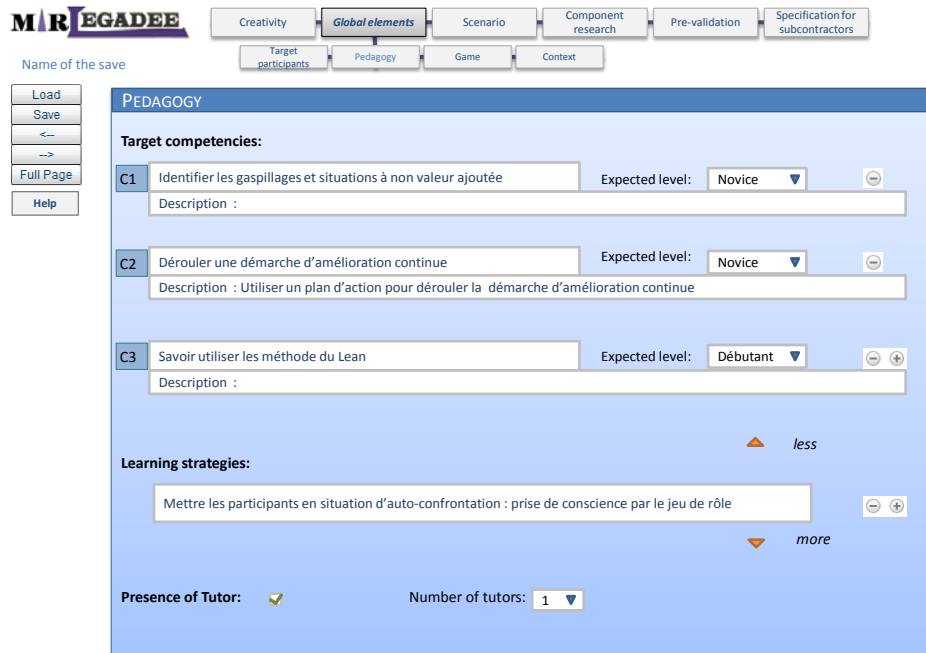 MIRLEGADEE
Creativity
Global elements
Scenario
Component
research
Pre-validation
Specification for
subcontractors
Target
participants
Pedagogy
Game
Context
Name of the save
Load
Save
<--
-->
Full Page
Help
PEDAGOGY
Target competencies:
C1 Identifier les gaspillages et situations à non valeur ajoutée Expected level: Novice
Description :
C2 Dérouler une démarche d'amélioration continue Expected level: Novice
Description : Utiliser un plan d'action pour dérouler la démarche d'amélioration continue
C3 Savoir utiliser les méthode du Lean Expected level: Débutant
Description :
less
Learning strategies:
Mettre les participants en situation d'auto-confrontation : prise de conscience par le jeu de rôle
more
Presence of Tutor: Number of tutors: 1